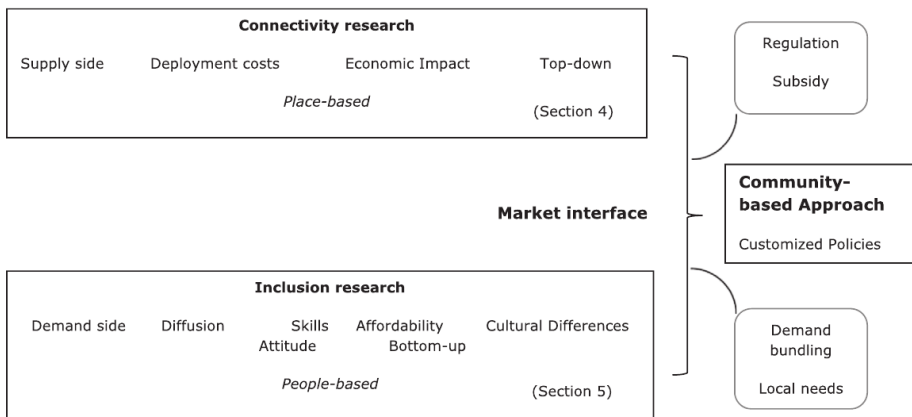 Connectivity research
Supply side Deployment costs Economic Impact Top-down
Place-based
(Section 4)
Regulation
Subsidy
Market interface
Community-
based Approach
Customized Policies
Inclusion research
Demand side Diffusion Skills Affordability Cultural Differences
Attitude Bottom-up
People-based
(Section 5)
Demand
bundling
Local needs